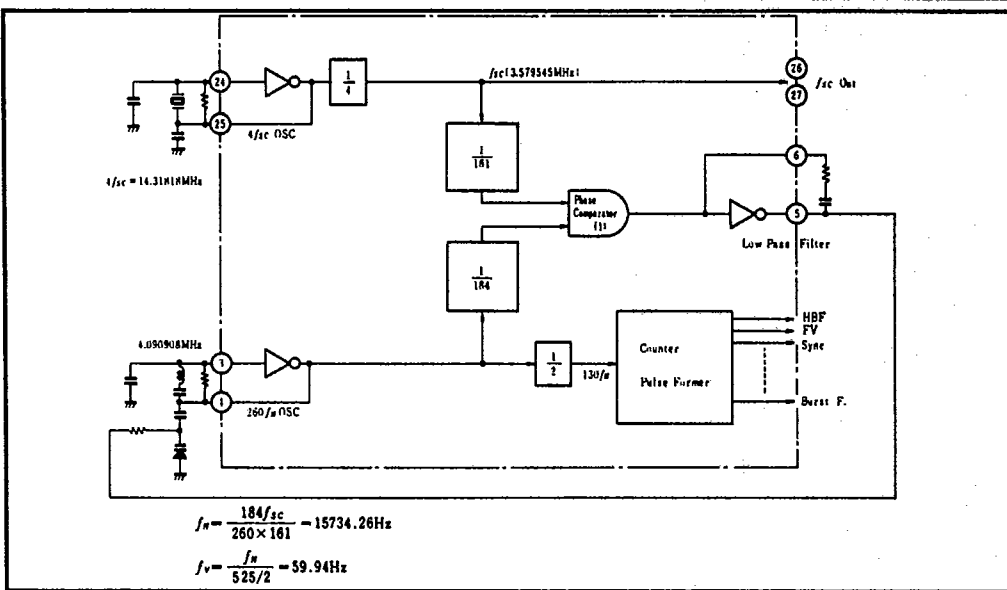 24
1/4
fsc(3.579545MHz)
26
fsc Out
27
25
4fsc OSC
4fsc=14.31818MHz
1/161
6
Phase
Comparator
(1)
5
Low Pass Filter
1/184
4.090908MHz
HBF
FV
Counter
Sync
1/2
130fH
Pulse Former
260fH OSC
Burst F.
fH=184fsc/260×161=15734.26Hz
fv=fH/525/2=59.94Hz